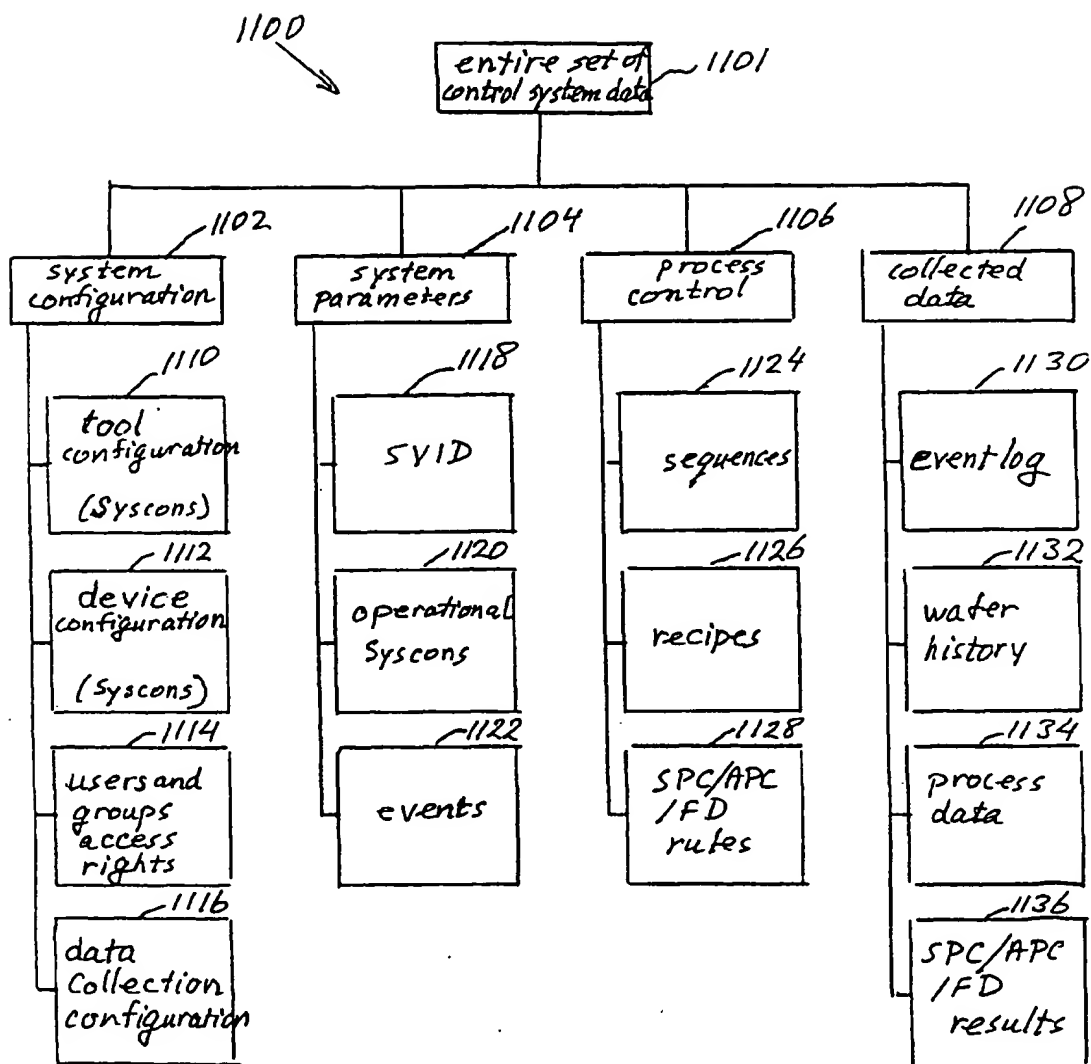 1100
entire set of
control system data
1101
1102
system
configuration
1104
system
parameters
1106
process
control
1108
collected
data
1110
tool
configuration
(Syscons)
1118
SVID
1124
sequences
1130
event log
1112
device
configuration
(Syscons)
1120
operational
Syscons
1126
recipes
1132
wafer
history
1114
users and
groups
access
rights
1122
events
1128
SPC/APC
/FD
rules
1134
process
data
1116
data
Collection
configuration
1136
SPC/APC
/FD
results